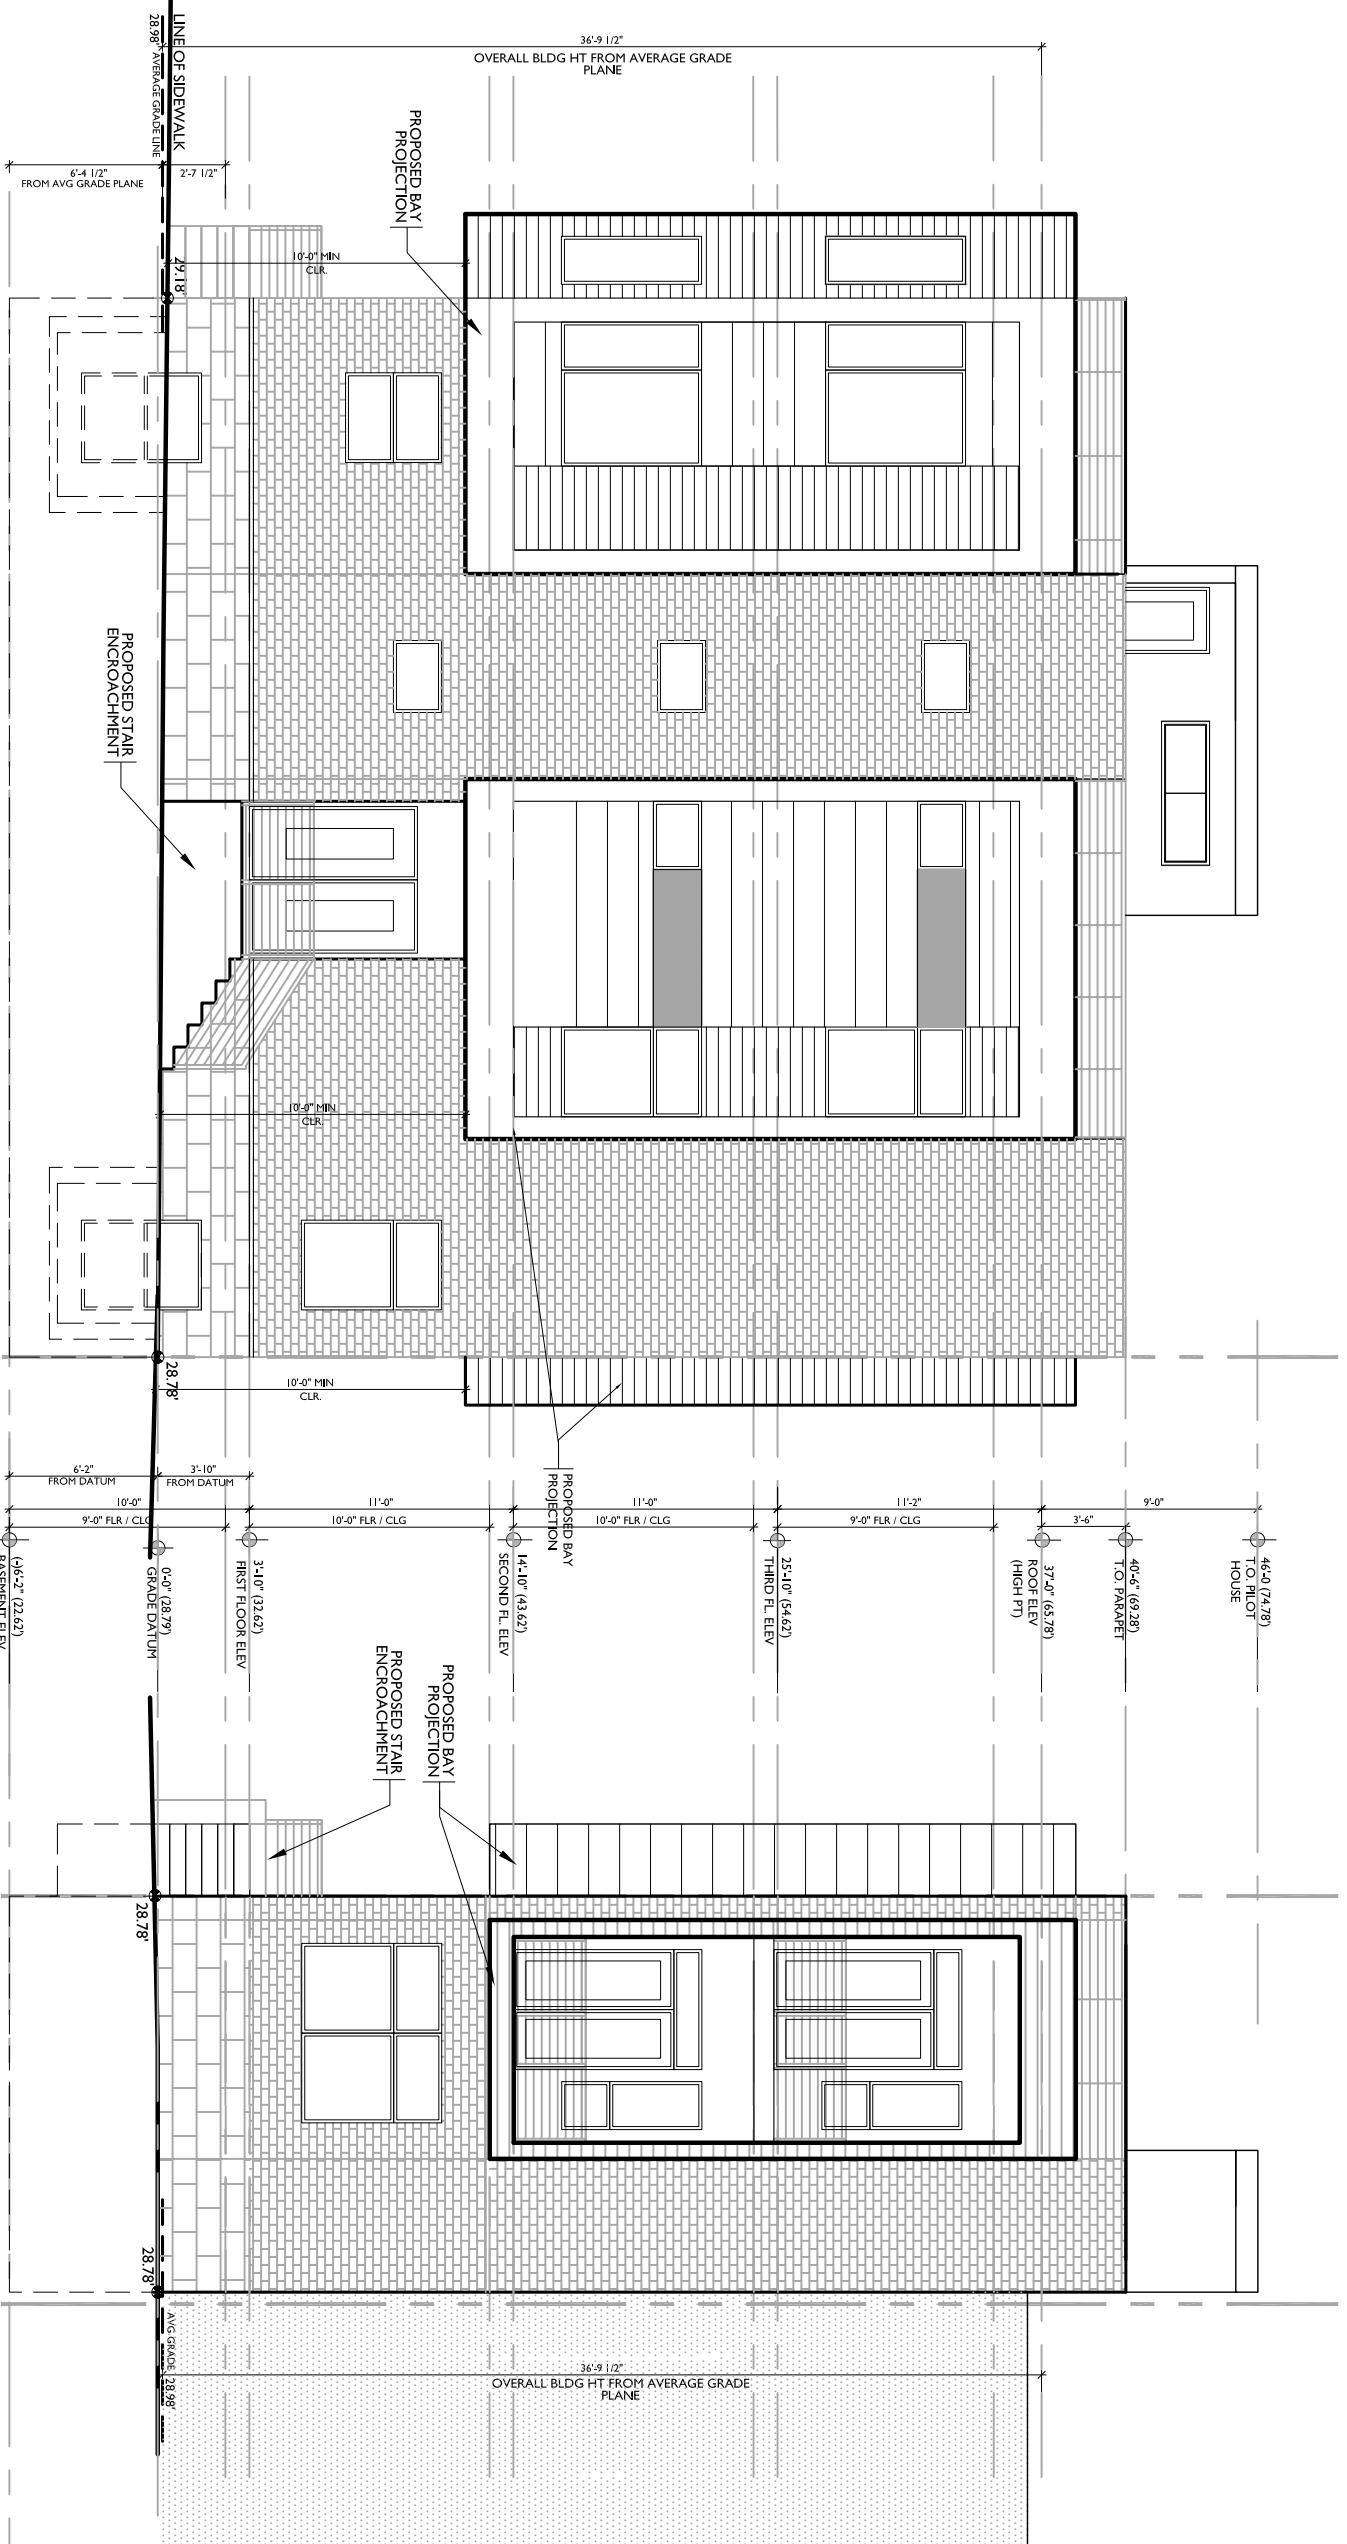 36'-9 1/2"
OVERALL BLDG HT FROM AVERAGE GRADE
PLANE
LINE OF SIDEWALK
28.98' AVERAGE GRADE LINE
6'-4 1/2"
FROM AVG GRADE PLANE
2'-7 1/2"
PROPOSED BAY
PROJECTION
29.18'
10'-0" MIN
CLR.
PROPOSED STAIR
ENCROACHMENT
10'-0" MIN
CLR.
28.78'
10'-0" MIN
CLR.
PROPOSED BAY
PROJECTION
6'-2"
FROM DATUM
3'-10"
FROM DATUM
10'-0"
11'-0"
11'-0"
11'-2"
9'-0"
9'-0" FLR / CLG
10'-0" FLR / CLG
10'-0" FLR / CLG
9'-0" FLR / CLG
3'-6"
46'-0 (74.78')
T.O. PILOT
HOUSE
40'-6" (69.28')
T.O. PARAPET
37'-0" (65.78')
ROOF ELEV
(HIGH PT)
25'-10" (54.62')
THIRD FL. ELEV
14'-10" (43.62')
SECOND FL. ELEV
3'-10" (32.62')
FIRST FLOOR ELEV
0'-0" (28.79')
GRADE DATUM
(-)6'-2" (22.62')
BASEMENT ELEV
PROPOSED BAY
PROJECTION
PROPOSED STAIR
ENCROACHMENT
28.78'
28.78'
AVG GRADE 28.98'
36'-9 1/2"
OVERALL BLDG HT FROM AVERAGE GRADE
PLANE